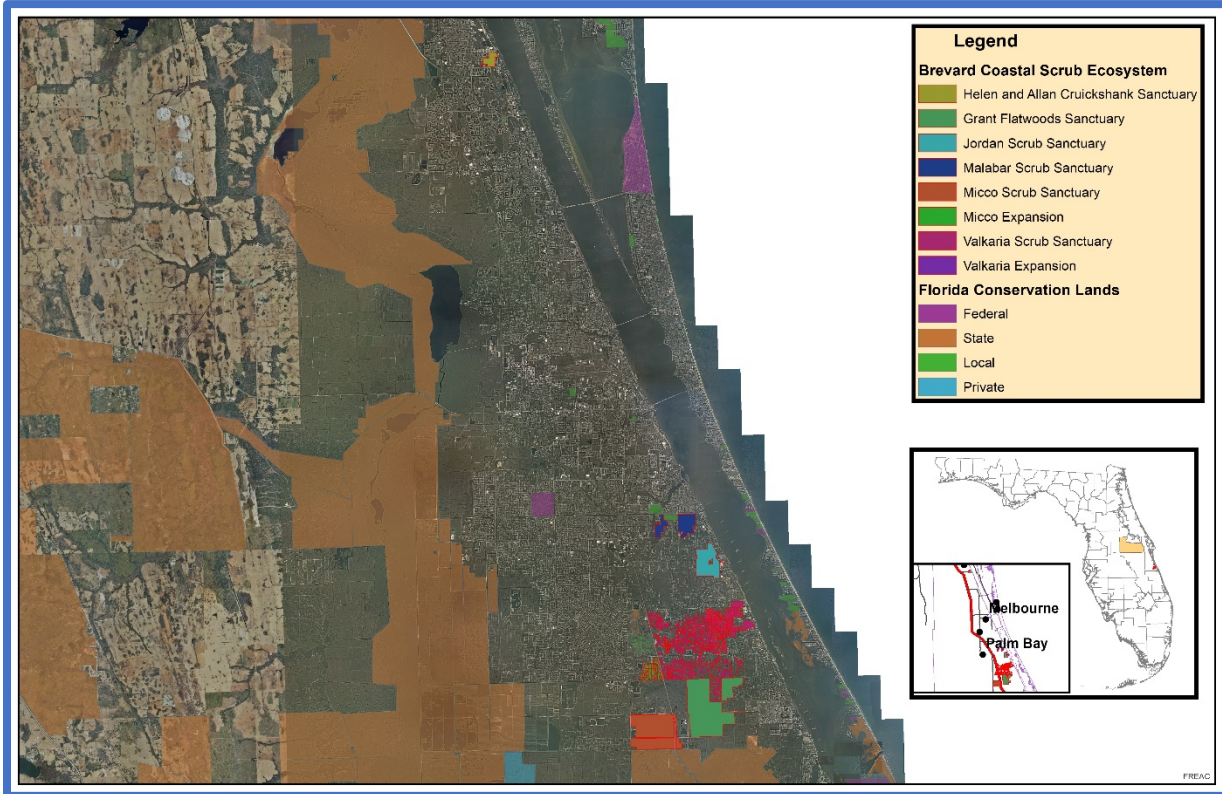 Legend
Brevard Coastal Scrub Ecosystem
Helen and Allan Cruickshank Sanctuary
Grant Flatwoods Sanctuary
Jordan Scrub Sanctuary
Malabar Scrub Sanctuary
Micco Scrub Sanctuary
Micco Expansion
Valkaria Scrub Sanctuary
Valkaria Expansion
Florida Conservation Lands
Federal
State
Local
Private
Melbourne
Palm Bay
FREAC